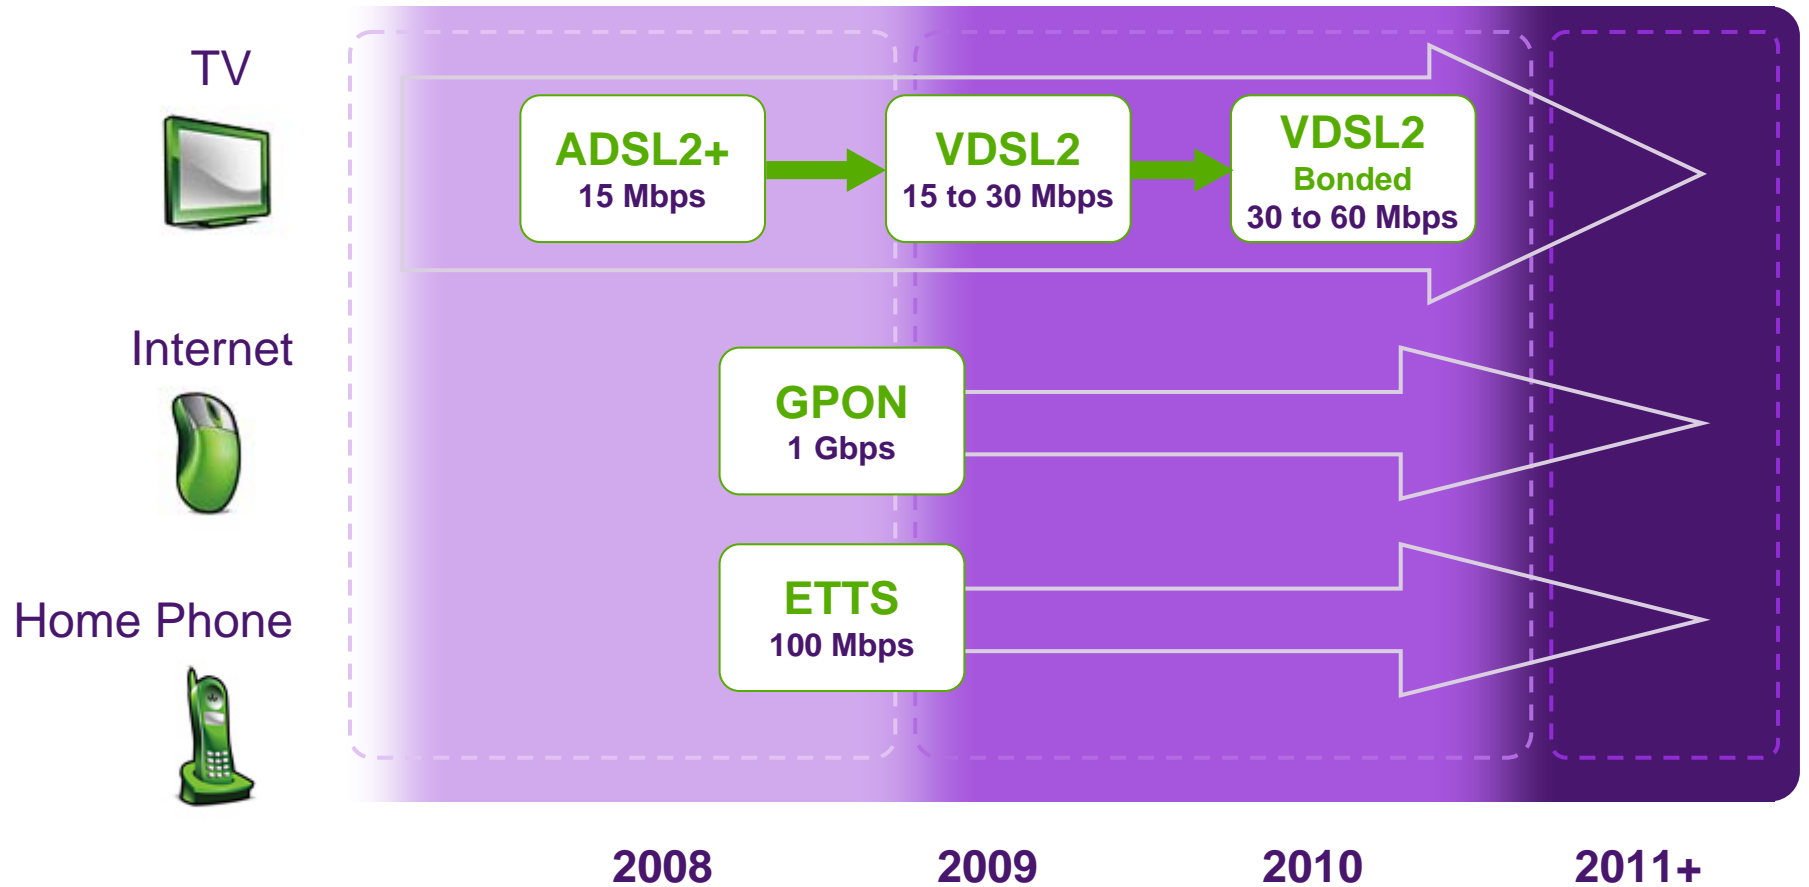 TV
ADSL2+
15 Mbps
VDSL2
15 to 30 Mbps
VDSL2
Bonded
30 to 60 Mbps
Internet
GPON
1 Gbps
Home Phone
ETTS
100 Mbps
2008
2009
2010
2011+